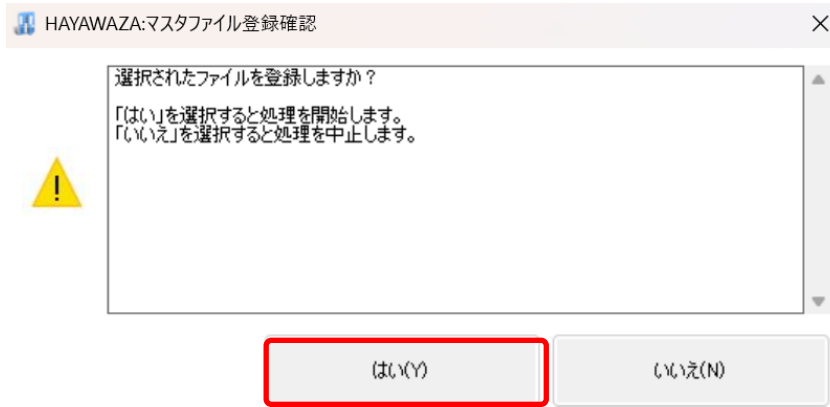 HAYAWAZA:マスタファイル登録確認
選択されたファイルを登録しますか？
「はい」を選択すると処理を開始します。
「いいえ」を選択すると処理を中止します。
はい(Y)
いいえ(N)